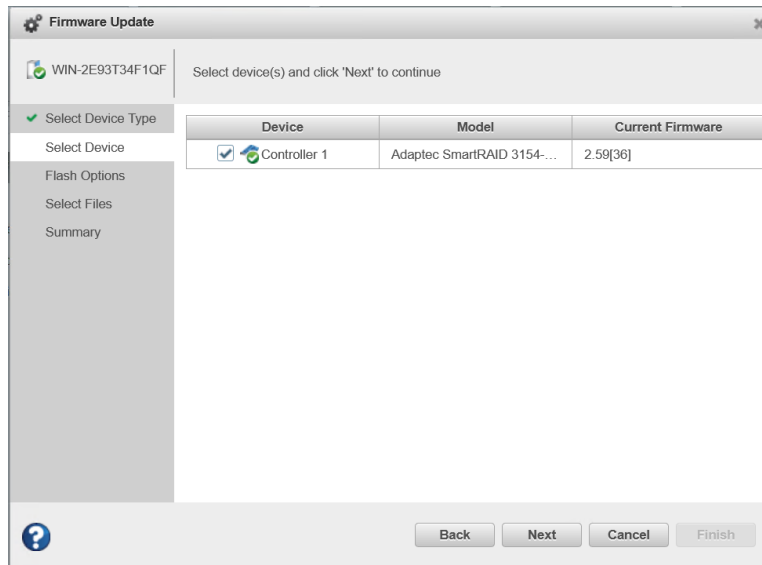 Firmware Update
WIN-2E93T34F1QF
Select device(s) and click 'Next' to continue
Select Device Type
Select Device
Flash Options
Select Files
Summary
Device Model Current Firmware
Controller 1 Adaptec SmartRAID 3154-... 2.59[36]
? Back Next Cancel Finish